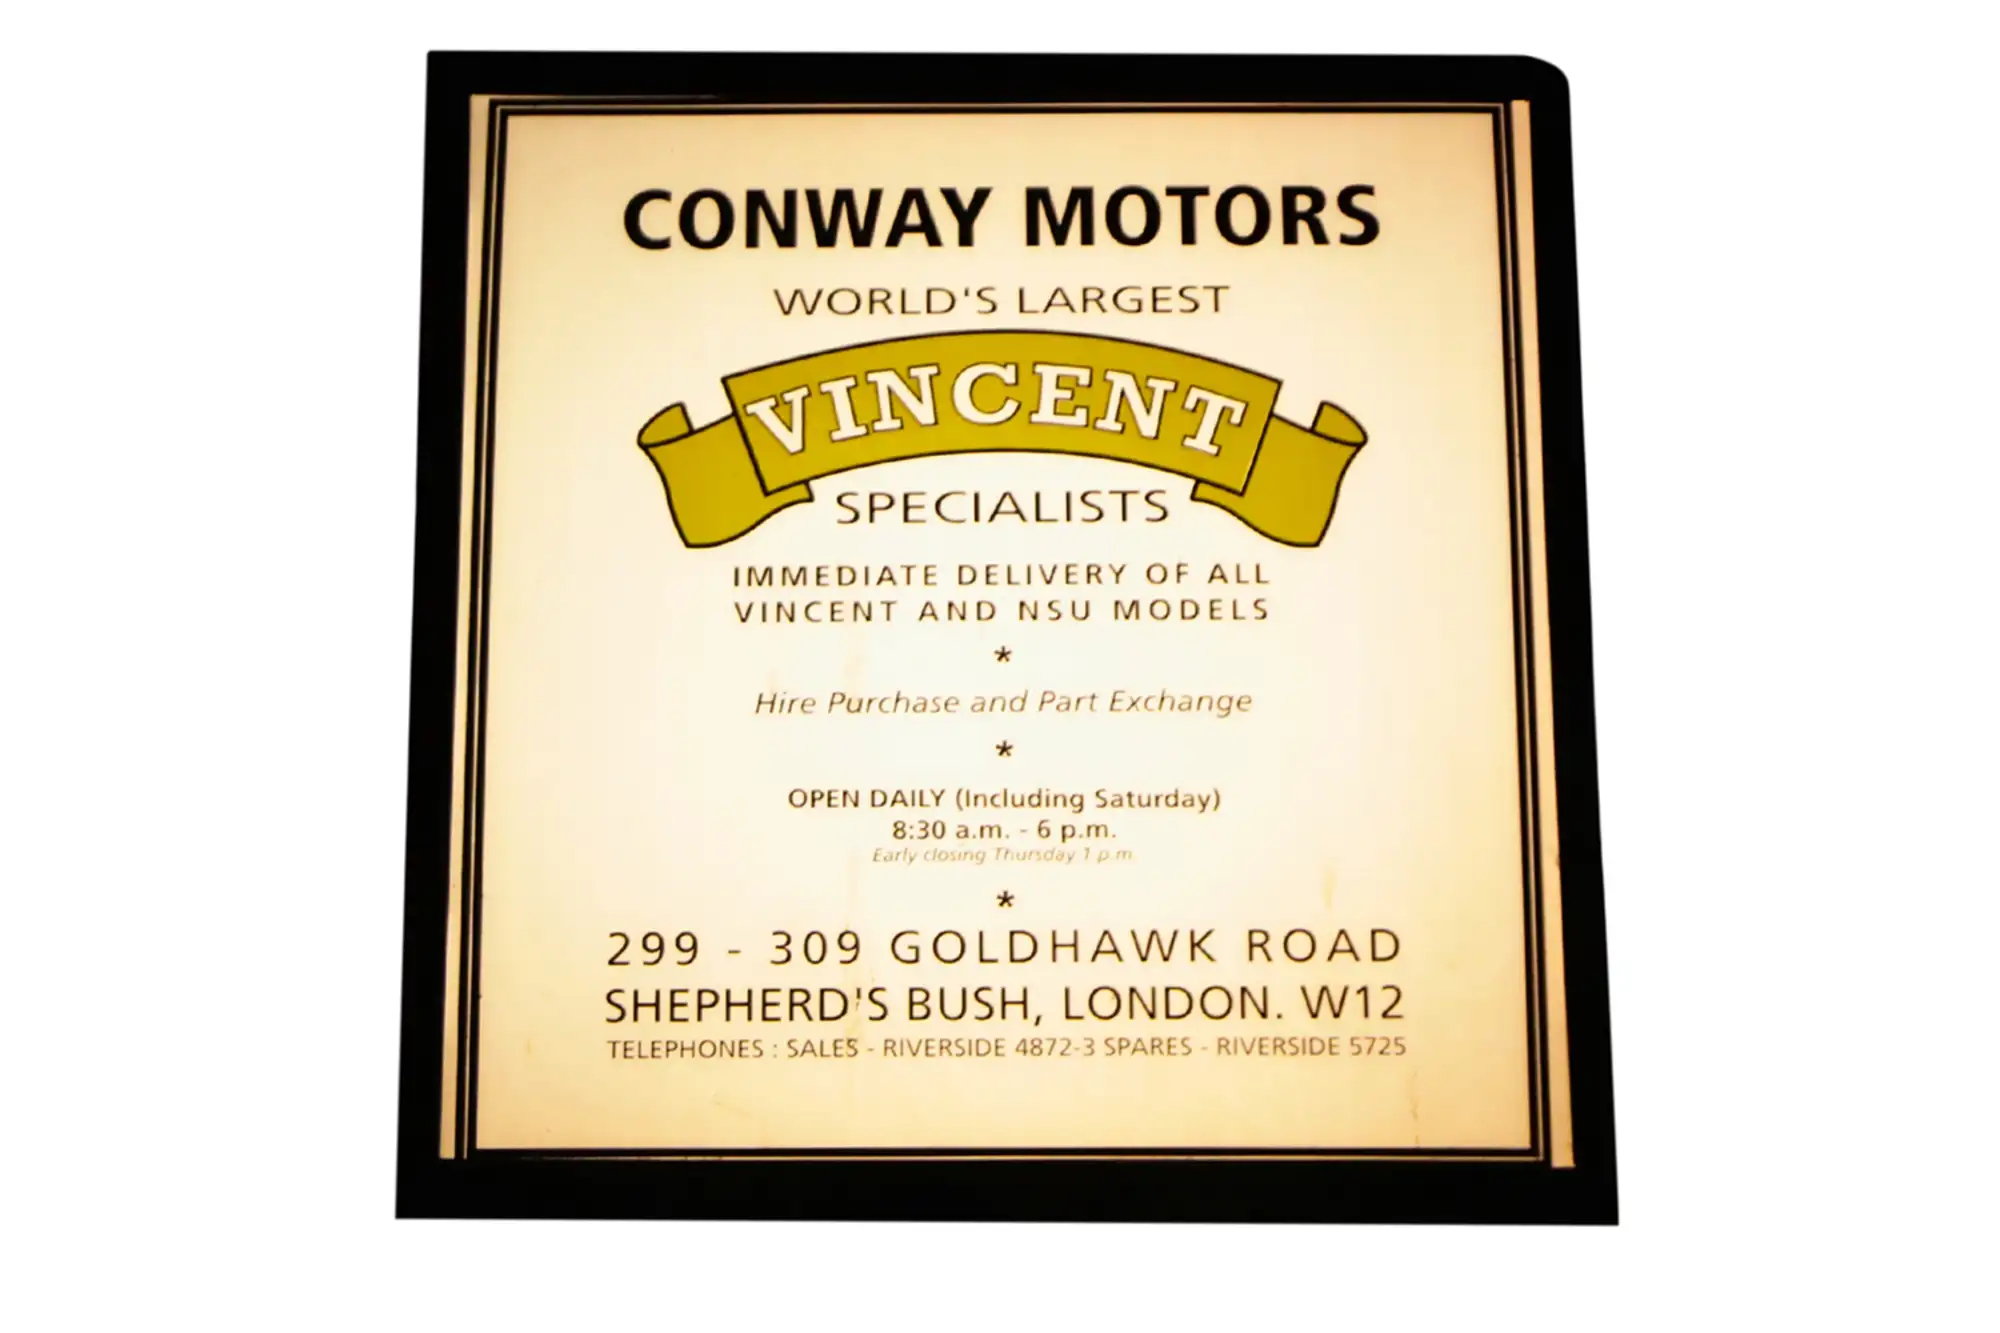 CONWAY MOTORS
WORLD'S LARGEST
VINCENT
SPECIALISTS
IMMEDIATE DELIVERY OF ALL
VINCENT AND NSU MODELS
*
Hire Purchase and Part Exchange
*
OPEN DAILY (Including Saturday)
8:30 a.m. - 6 p.m.
Early closing Thursday 1 p.m.
*
299 - 309 GOLDHAWK ROAD
SHEPHERD'S BUSH, LONDON. W12
TELEPHONES : SALES - RIVERSIDE 4872-3 SPARES - RIVERSIDE 5725